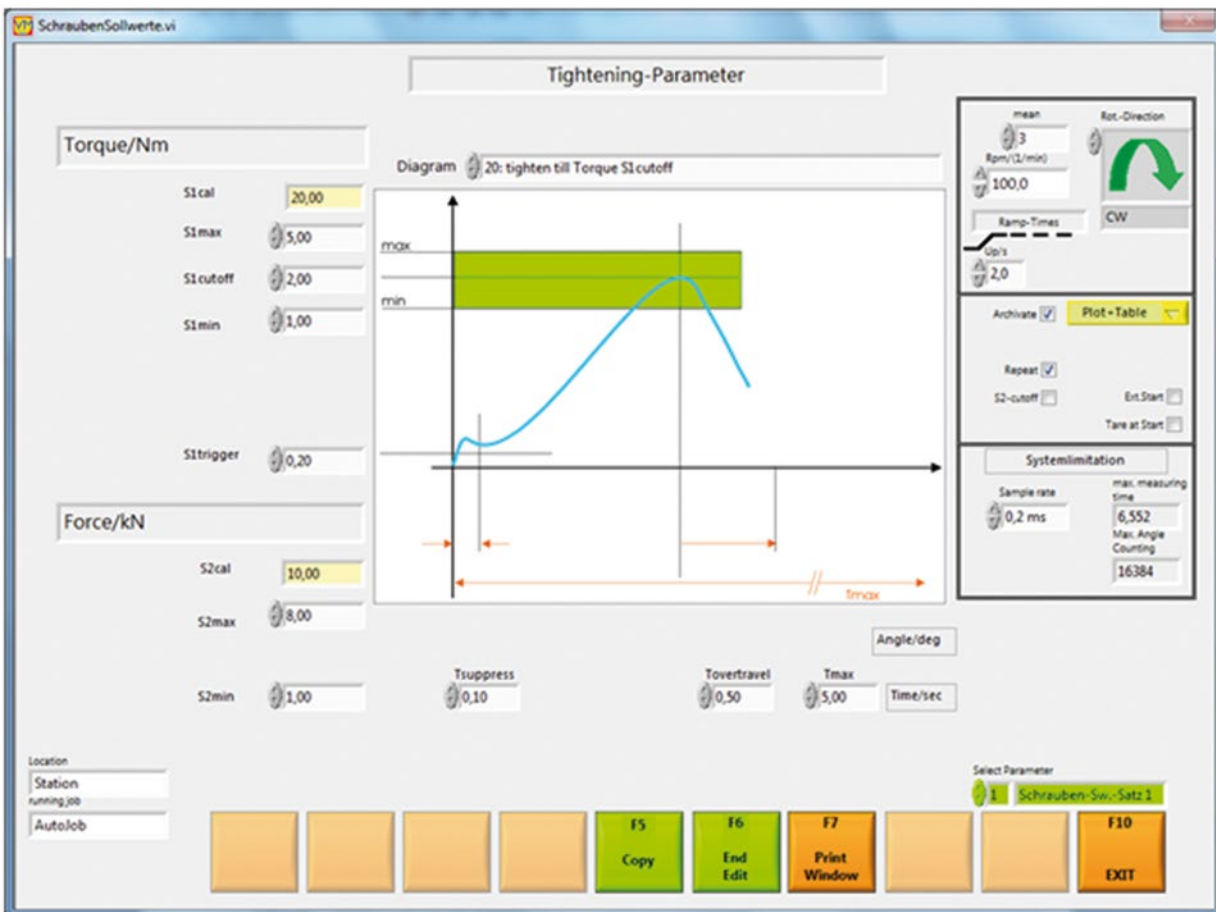 SchraubenSollwerte.vi
Tightening-Parameter
Torque/Nm
S1cal 20,00
S1max 5,00
S1cutoff 2,00
S1min 1,00
S1trigger 0,20
Force/kN
S2cal 10,00
S2max 8,00
S2min 1,00
Diagram 20: tighten till Torque S1cutoff
max
min
Tmax
Angle/deg
Tsuppress
0,10
Tovertravel
0,50
Tmax
5,00
Time/sec
mean
3
Rpm/(1/min)
100,0
Rot.-Direction
CW
Ramp-Times
Up/s
2,0
Archivate Plot+Table
Repeat
S2-cutoff
Ext.Start
Tare at Start
Systemlimitation
Sample rate
0,2 ms
max. measuring
time
6,552
Max. Angle
Counting
16384
Location
Station
running job
AutoJob
Select Parameter
1 Schrauben-Sw.-Satz 1
F5
Copy
F6
End
Edit
F7
Print
Window
F10
EXIT